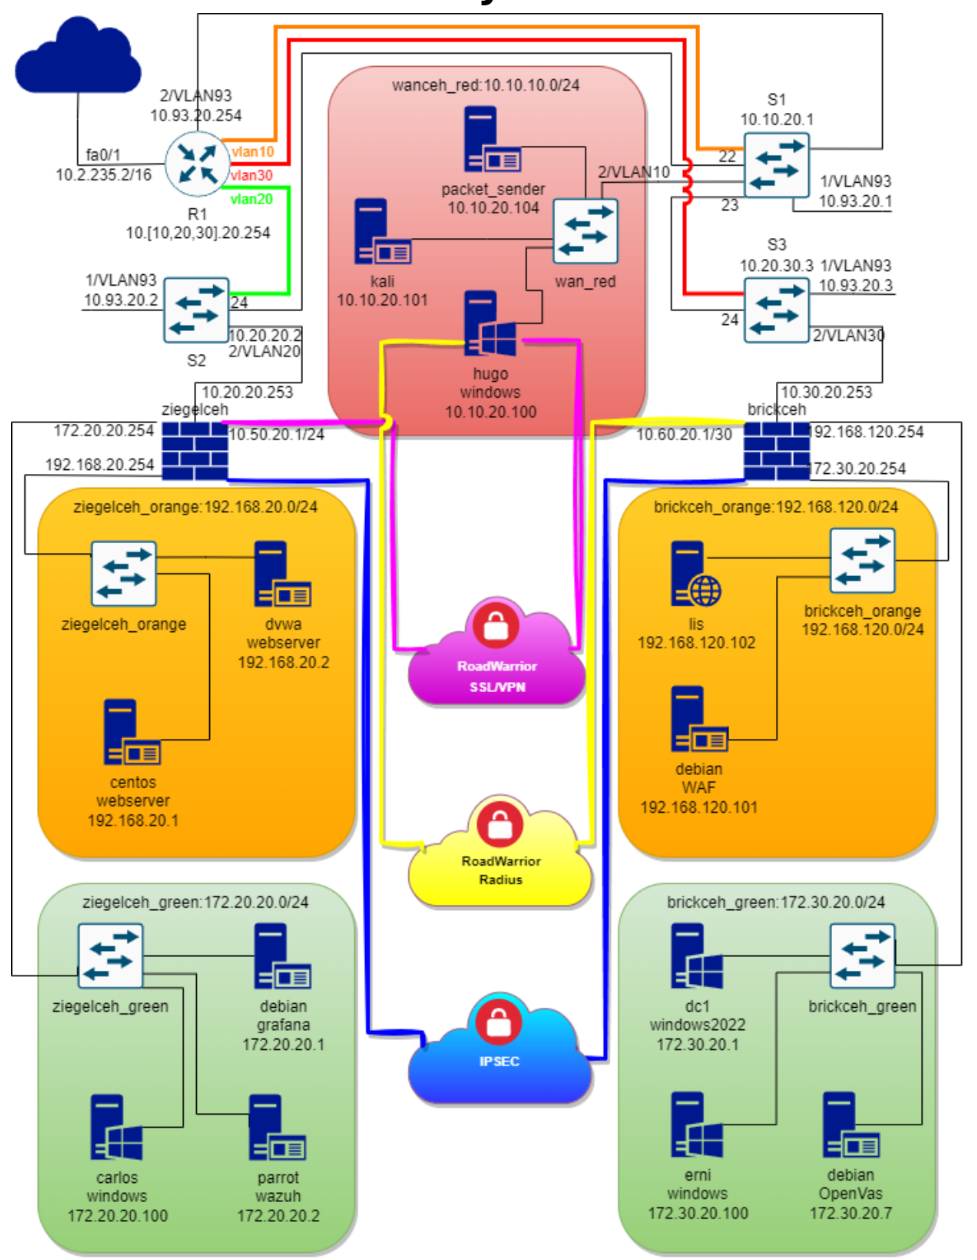 wanceh_red:10.10.10.0/24
2/VLAN93
10.93.20.254
S1
10.10.20.1
fa0/1
10.2.235.2/16
vlan10
vlan30
vlan20
22
packet_sender
10.10.20.104
2/VLAN10
1/VLAN93
10.93.20.1
23
R1
10.[10,20,30].20.254
S3
10.20.30.3
1/VLAN93
10.93.20.3
kali
10.10.20.101
wan_red
1/VLAN93
10.93.20.2
24
10.20.20.2
2/VLAN20
S2
24
2/VLAN30
hugo
windows
10.10.20.100
10.20.20.253
10.30.20.253
ziegelceh
brickceh
172.20.20.254
10.50.20.1/24
10.60.20.1/30
192.168.120.254
192.168.20.254
172.30.20.254
ziegelceh_orange:192.168.20.0/24
brickceh_orange:192.168.120.0/24
ziegelceh_orange
dvwa
webserver
192.168.20.2
lis
192.168.120.102
brickceh_orange
192.168.120.0/24
RoadWarrior
SSL/VPN
centos
webserver
192.168.20.1
debian
WAF
192.168.120.101
RoadWarrior
Radius
ziegelceh_green:172.20.20.0/24
brickceh_green:172.30.20.0/24
ziegelceh_green
debian
grafana
172.20.20.1
dc1
windows2022
172.30.20.1
brickceh_green
IPSEC
carlos
windows
172.20.20.100
parrot
wazuh
172.20.20.2
erni
windows
172.30.20.100
debian
OpenVas
172.30.20.7